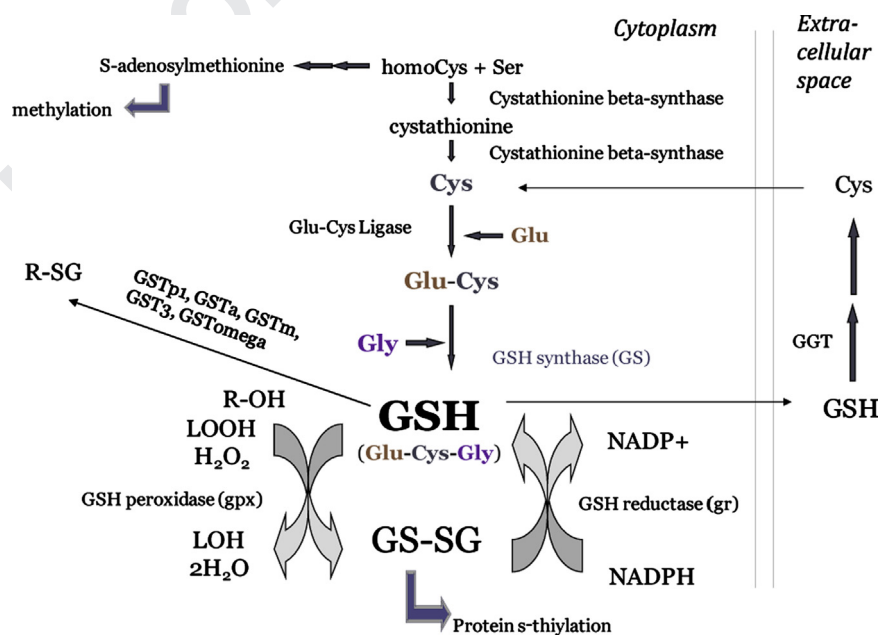 Cytoplasm
Extra-
cellular
space
S-adenosylmethionine
homoCys + Ser
methylation
Cystathionine beta-synthase
cystathionine
Cystathionine beta-synthase
Cys
Cys
Glu-Cys Ligase
Glu
R-SG
GSTp1, GSTa, GSTm,
GST3, GSTomega
Glu-Cys
Gly
GSH synthase (GS)
GGT
R-OH
GSH
GSH
LOOH
(Glu-Cys-Gly)
NADP+
H₂O₂
GSH peroxidase (gpx)
GSH reductase (gr)
LOH
GS-SG
2H₂O
NADPH
Protein s-thiylation